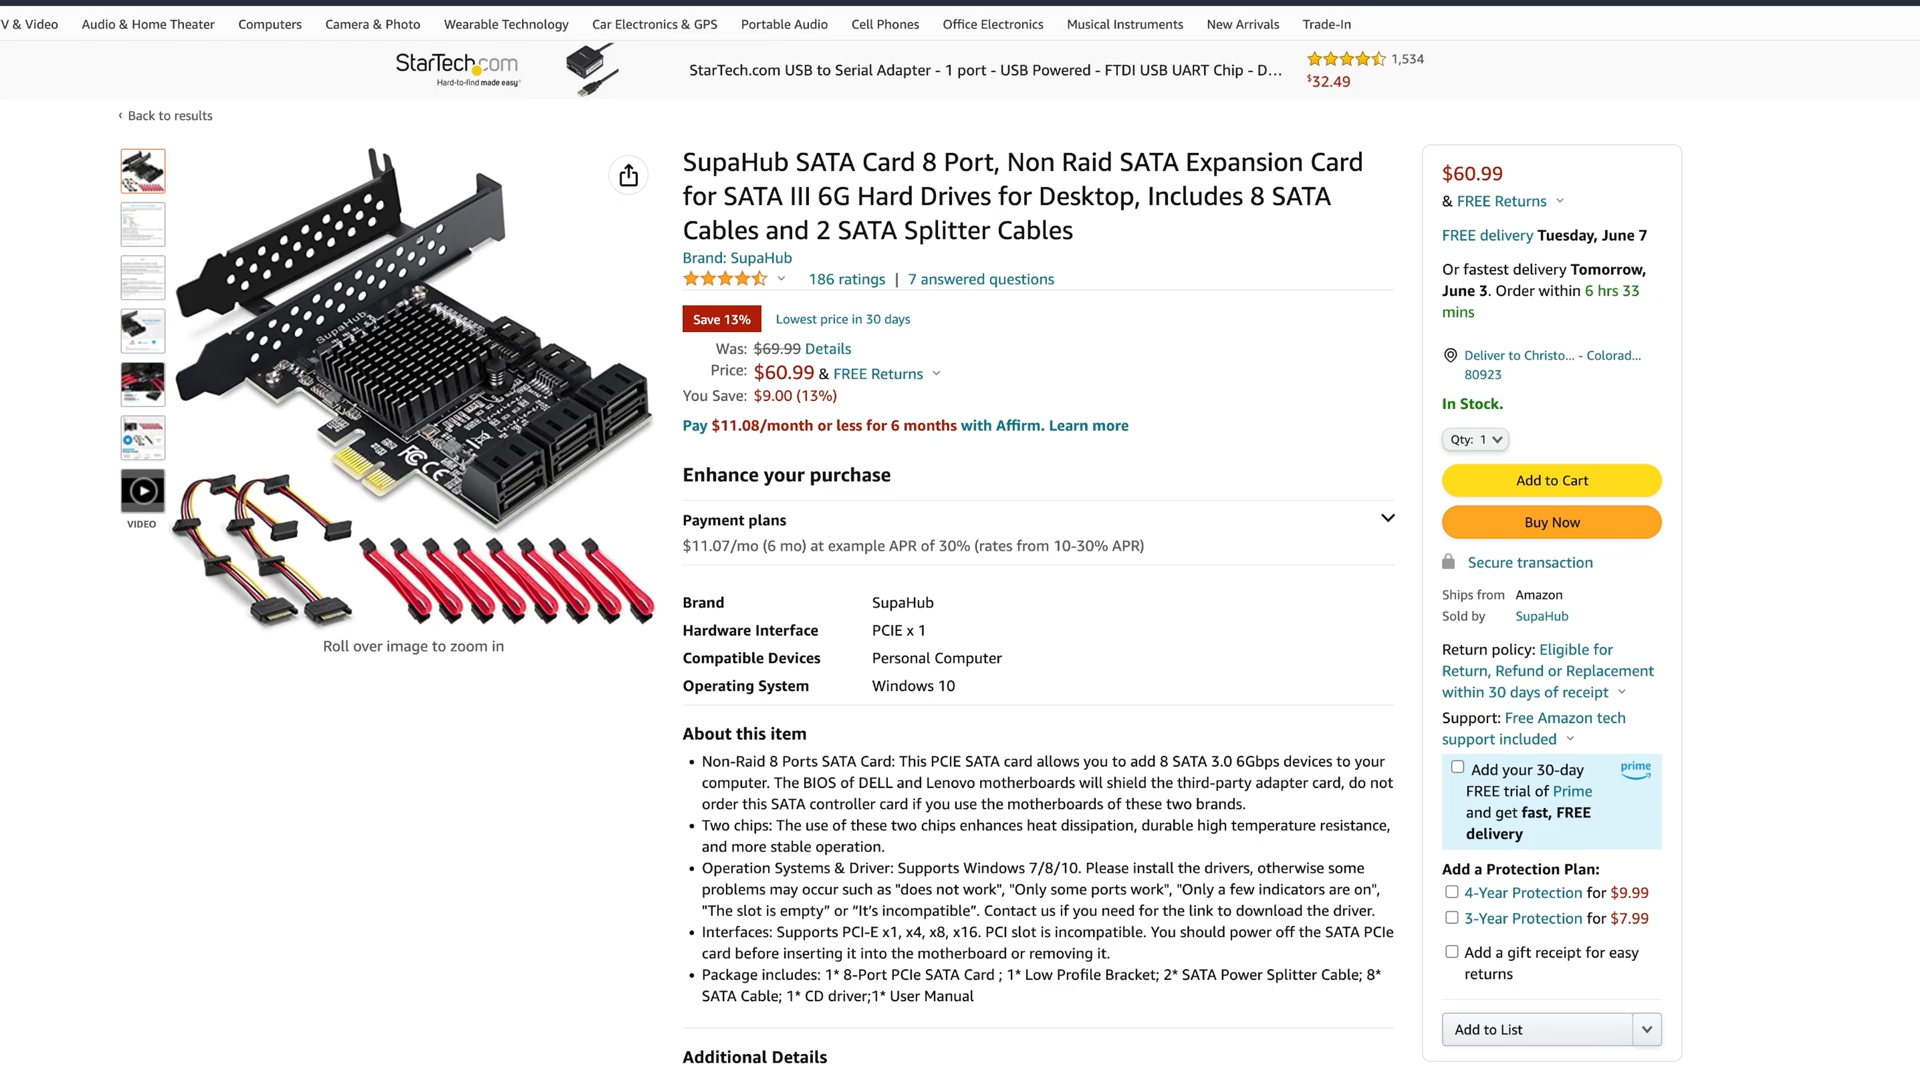 V & Video Audio & Home Theater Computers Camera & Photo Wearable Technology Car Electronics & GPS Portable Audio Cell Phones Office Electronics Musical Instruments New Arrivals Trade-In
StarTech.com
Hard-to-find made easy®
StarTech.com USB to Serial Adapter - 1 port - USB Powered - FTDI USB UART Chip - D...
1,534
$32.49
‹ Back to results
VIDEO
SupaHub
FCC CE
Roll over image to zoom in
SupaHub SATA Card 8 Port, Non Raid SATA Expansion Card
for SATA III 6G Hard Drives for Desktop, Includes 8 SATA
Cables and 2 SATA Splitter Cables
Brand: SupaHub
186 ratings | 7 answered questions
Save 13% Lowest price in 30 days
Was: $69.99 Details
Price: $60.99 & FREE Returns
You Save: $9.00 (13%)
Pay $11.08/month or less for 6 months with Affirm. Learn more
Enhance your purchase
Payment plans
$11.07/mo (6 mo) at example APR of 30% (rates from 10-30% APR)
Brand SupaHub
Hardware Interface PCIE x 1
Compatible Devices Personal Computer
Operating System Windows 10
About this item
• Non-Raid 8 Ports SATA Card: This PCIE SATA card allows you to add 8 SATA 3.0 6Gbps devices to your
computer. The BIOS of DELL and Lenovo motherboards will shield the third-party adapter card, do not
order this SATA controller card if you use the motherboards of these two brands.
• Two chips: The use of these two chips enhances heat dissipation, durable high temperature resistance,
and more stable operation.
• Operation Systems & Driver: Supports Windows 7/8/10. Please install the drivers, otherwise some
problems may occur such as "does not work", "Only some ports work", "Only a few indicators are on",
"The slot is empty” or “It’s incompatible”. Contact us if you need for the link to download the driver.
• Interfaces: Supports PCI-E x1, x4, x8, x16. PCI slot is incompatible. You should power off the SATA PCIe
card before inserting it into the motherboard or removing it.
• Package includes: 1* 8-Port PCIe SATA Card ; 1* Low Profile Bracket; 2* SATA Power Splitter Cable; 8*
SATA Cable; 1* CD driver;1* User Manual
Additional Details
$60.99
& FREE Returns
FREE delivery Tuesday, June 7
Or fastest delivery Tomorrow,
June 3. Order within 6 hrs 33
mins
Deliver to Christo... - Colorad...
80923
In Stock.
Qty: 1
Add to Cart
Buy Now
Secure transaction
Ships from Amazon
Sold by SupaHub
Return policy: Eligible for
Return, Refund or Replacement
within 30 days of receipt
Support: Free Amazon tech
support included
Add your 30-day
FREE trial of Prime
and get fast, FREE
delivery
prime
Add a Protection Plan:
4-Year Protection for $9.99
3-Year Protection for $7.99
Add a gift receipt for easy
returns
Add to List